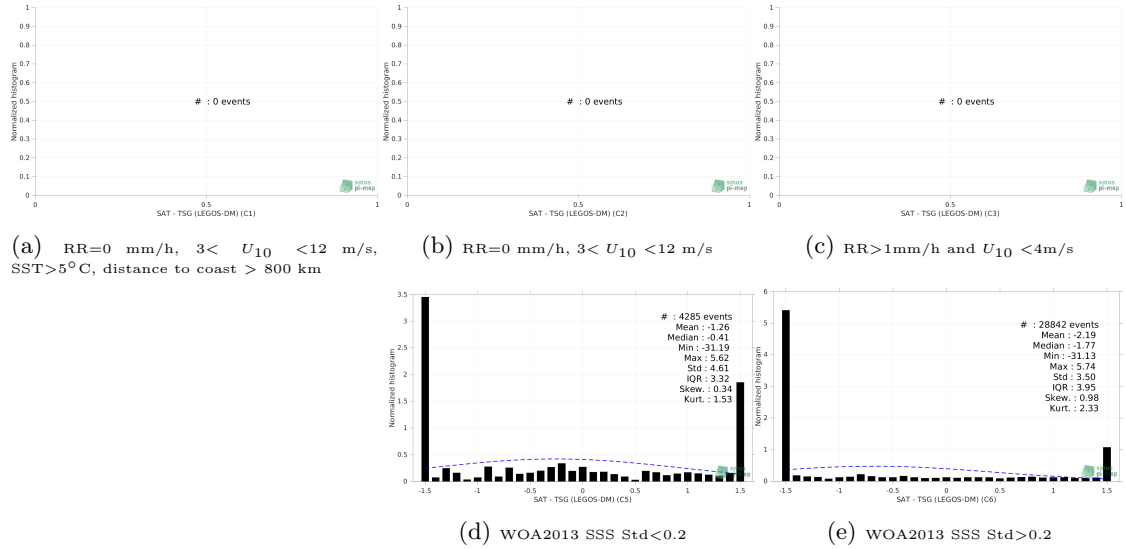 1
0.9
0.8
0.7
0.6
0.5
0.4
0.3
0.2
0.1
0
Normalized histogram
# : 0 events
smos
pi-mep
0 0.5 1
SAT - TSG (LEGOS-DM) (C1)
1
0.9
0.8
0.7
0.6
0.5
0.4
0.3
0.2
0.1
0
Normalized histogram
# : 0 events
smos
pi-mep
0 0.5 1
SAT - TSG (LEGOS-DM) (C2)
1
0.9
0.8
0.7
0.6
0.5
0.4
0.3
0.2
0.1
0
Normalized histogram
# : 0 events
smos
pi-mep
0 0.5 1
SAT - TSG (LEGOS-DM) (C3)
(a) RR=0 mm/h, 3< U10 <12 m/s,
SST>5°C, distance to coast > 800 km
(b) RR=0 mm/h, 3< U10 <12 m/s
(c) RR>1mm/h and U10 <4m/s
3.5
3
2.5
2
1.5
1
0.5
0
Normalized histogram
# : 4285 events
Mean : -1.26
Median : -0.41
Min : -31.19
Max : 5.62
Std : 4.61
IQR : 3.32
Skew. : 0.34
Kurt. : 1.53
smos
pi-mep
-1.5 -1 -0.5 0 0.5 1 1.5
SAT - TSG (LEGOS-DM) (C5)
6
5
4
3
2
1
0
Normalized histogram
# : 28842 events
Mean : -2.19
Median : -1.77
Min : -31.13
Max : 5.74
Std : 3.50
IQR : 3.95
Skew. : 0.98
Kurt. : 2.33
smos
pi-mep
-1.5 -1 -0.5 0 0.5 1 1.5
SAT - TSG (LEGOS-DM) (C6)
(d) WOA2013 SSS Std<0.2
(e) WOA2013 SSS Std>0.2